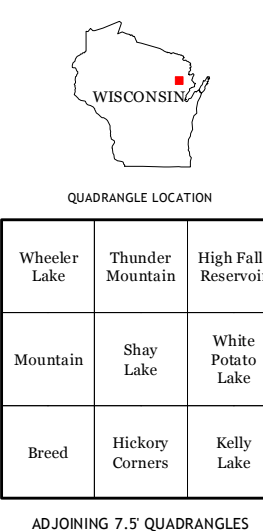 WISCONSIN
QUADRANGLE LOCATION
Wheeler
Lake
Thunder
Mountain
High Fall
Reservoi
Mountain
Shay
Lake
White
Potato
Lake
Breed
Hickory
Corners
Kelly
Lake
ADJOINING 7.5' QUADRANGLES